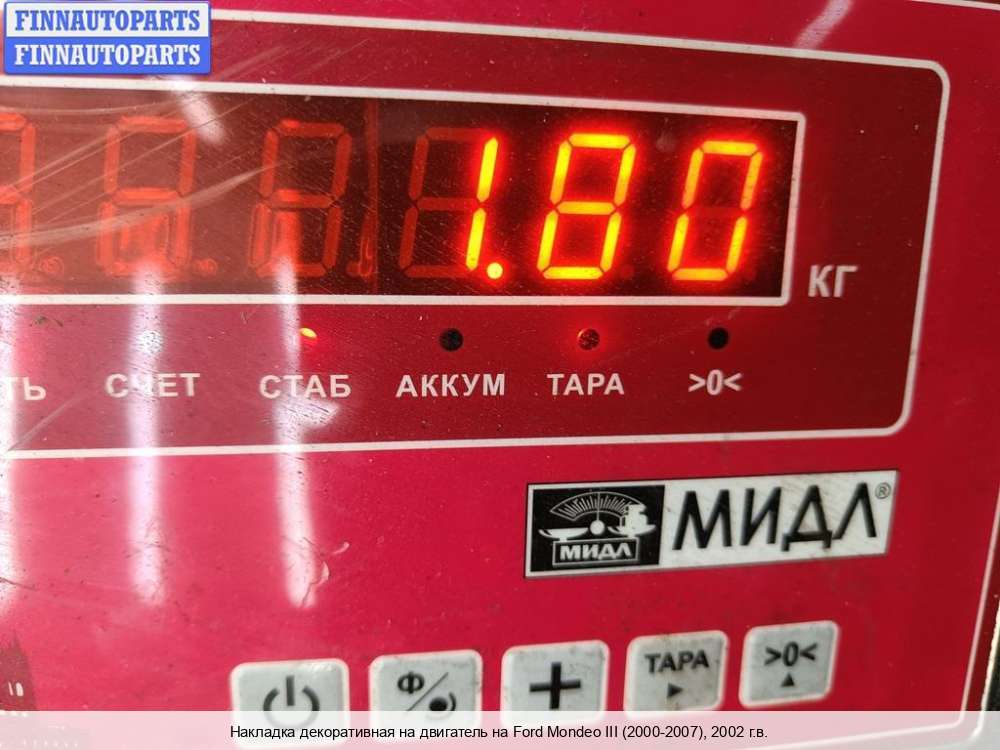 FINNAUTOPARTS
FINNAUTOPARTS
1.80
КГ
ТЬ СЧЕТ СТАБ АККУМ ТАРА >0<
МИДЛ МИДЛ®
Ф + ТАРА >0<
Накладка декоративная на двигатель на Ford Mondeo III (2000-2007), 2002 г.в.